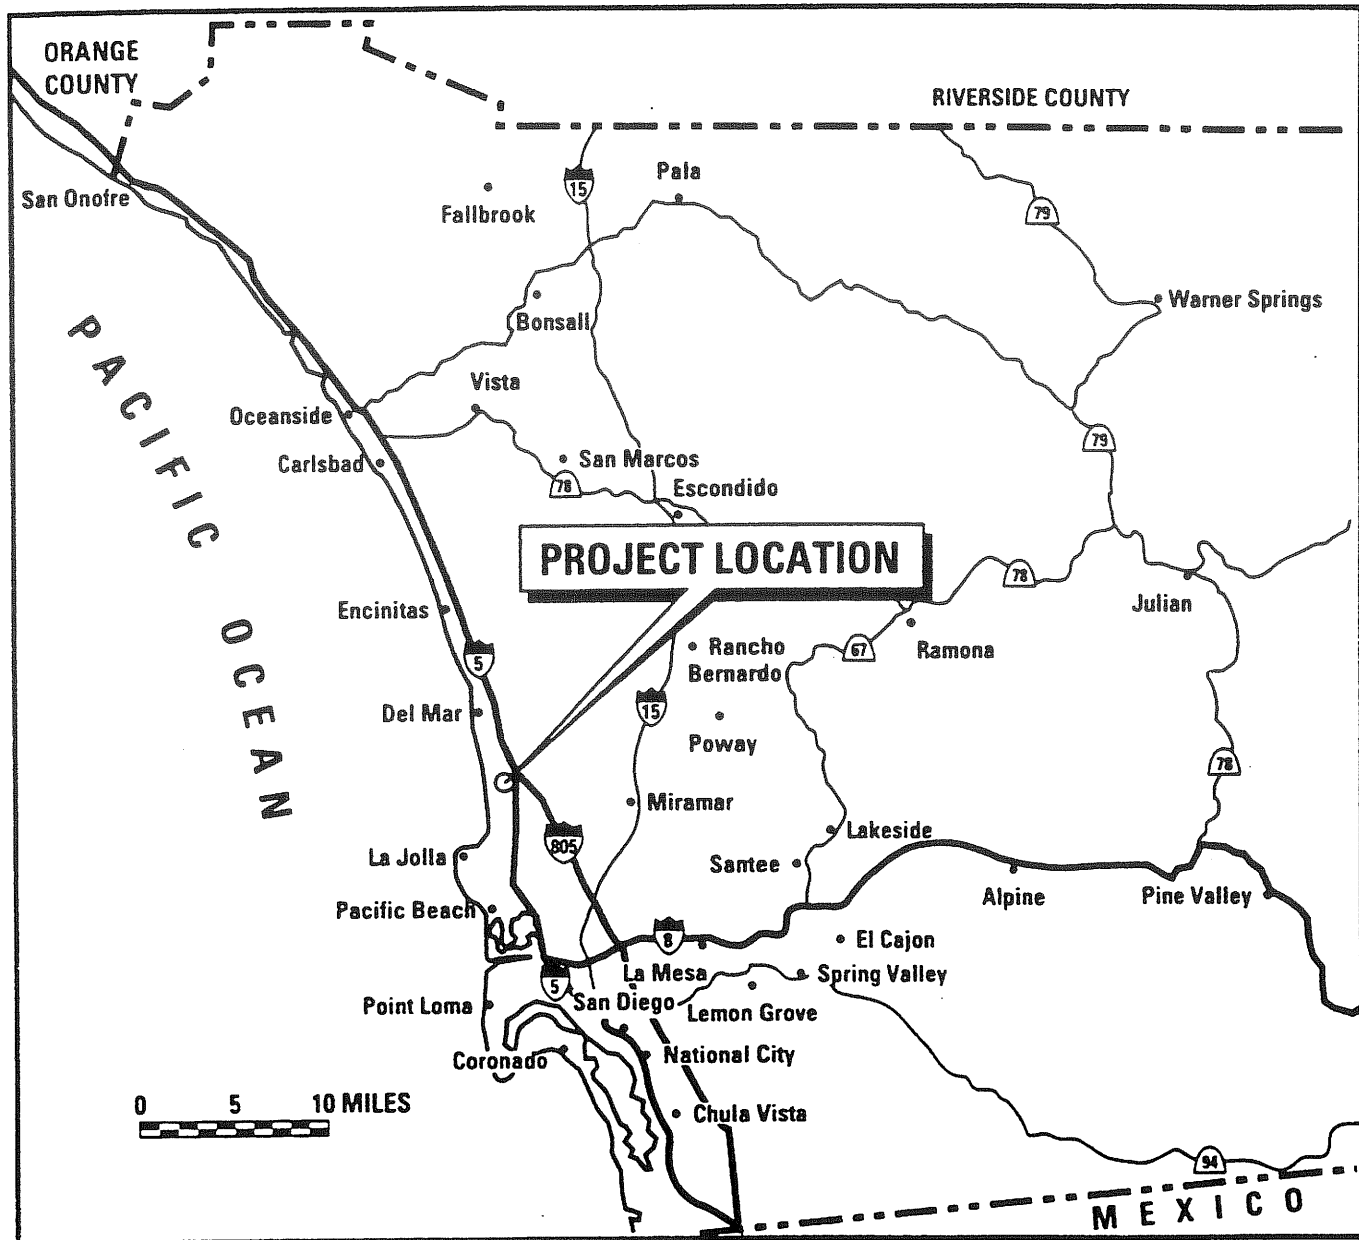 ORANGE
COUNTY
RIVERSIDE COUNTY
San Onofre
Fallbrook
15
Pala
79
Warner Springs
Bonsall
PACIFIC OCEAN
Vista
Oceanside
Carlsbad
San Marcos
78
Escondido
79
PROJECT LOCATION
78
Julian
Encinitas
5
Rancho
Bernardo
67
Ramona
Del Mar
15
Poway
78
Miramar
805
Lakeside
La Jolla
Santee
Alpine
Pine Valley
Pacific Beach
8
El Cajon
La Mesa
Spring Valley
5
San Diego
Lemon Grove
Point Loma
Coronado
National City
0 5 10 MILES
Chula Vista
94
MEXICO